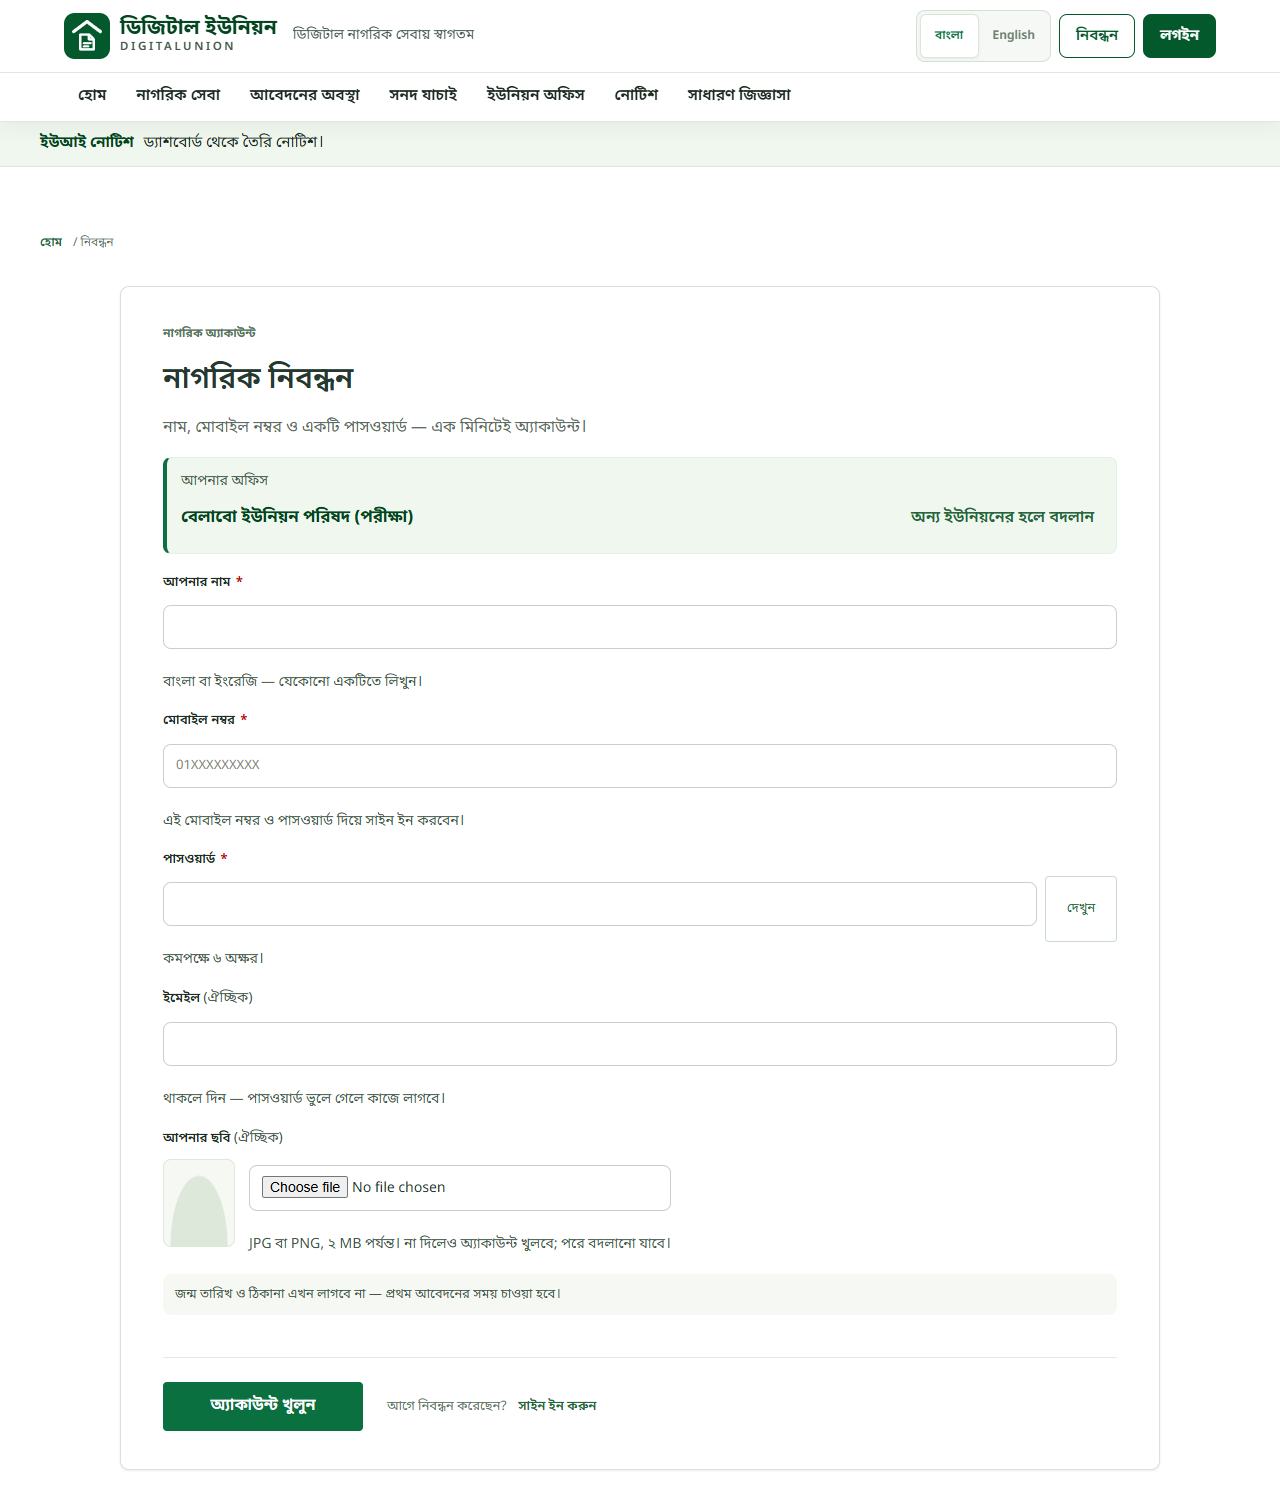 ডিজিটাল ইউনিয়ন
DIGITALUNION
ডিজিটাল নাগরিক সেবায় স্বাগতম
বাংলা
English
নিবন্ধন
লগইন
হোম
নাগরিক সেবা
আবেদনের অবস্থা
সনদ যাচাই
ইউনিয়ন অফিস
নোটিশ
সাধারণ জিজ্ঞাসা
ইউআই নোটিশ ড্যাশবোর্ড থেকে তৈরি নোটিশ।
হোম / নিবন্ধন
নাগরিক অ্যাকাউন্ট
নাগরিক নিবন্ধন
নাম, মোবাইল নম্বর ও একটি পাসওয়ার্ড — এক মিনিটেই অ্যাকাউন্ট।
আপনার অফিস
বেলাবো ইউনিয়ন পরিষদ (পরীক্ষা)
অন্য ইউনিয়নের হলে বদলান
আপনার নাম *
বাংলা বা ইংরেজি — যেকোনো একটিতে লিখুন।
মোবাইল নম্বর *
01XXXXXXXXX
এই মোবাইল নম্বর ও পাসওয়ার্ড দিয়ে সাইন ইন করবেন।
পাসওয়ার্ড *
দেখুন
কমপক্ষে ৬ অক্ষর।
ইমেইল (ঐচ্ছিক)
থাকলে দিন — পাসওয়ার্ড ভুলে গেলে কাজে লাগবে।
আপনার ছবি (ঐচ্ছিক)
Choose file No file chosen
JPG বা PNG, ২ MB পর্যন্ত। না দিলেও অ্যাকাউন্ট খুলবে; পরে বদলানো যাবে।
জন্ম তারিখ ও ঠিকানা এখন লাগবে না — প্রথম আবেদনের সময় চাওয়া হবে।
অ্যাকাউন্ট খুলুন
আগে নিবন্ধন করেছেন? সাইন ইন করুন